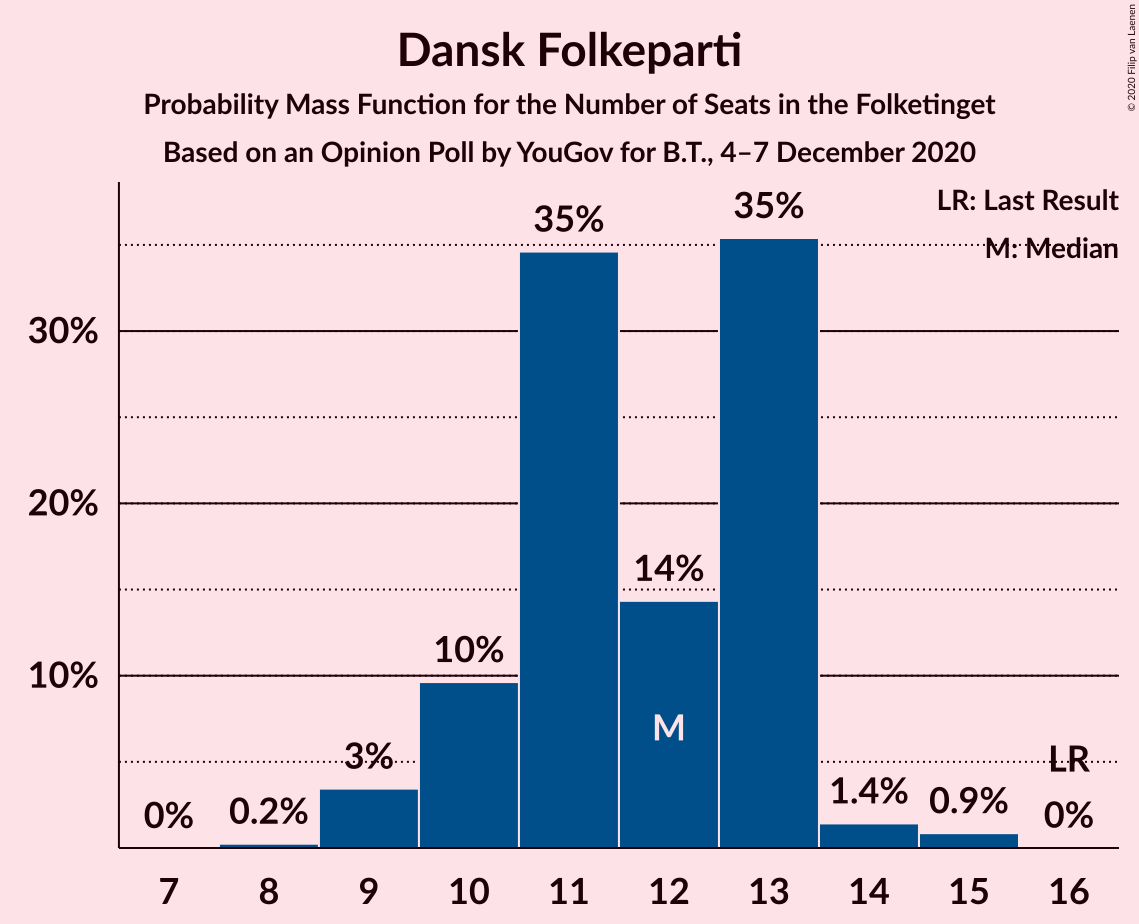 Dansk Folkeparti
Probability Mass Function for the Number of Seats in the Folketinget
Based on an Opinion Poll by YouGov for B.T., 4–7 December 2020
© 2020 Filip van Laenen
LR: Last Result
M: Median
35%
35%
30%
20%
14%
10%
10%
M
3%
LR
1.4%
0.9%
0.2%
0%
0%
7 8 9 10 11 12 13 14 15 16